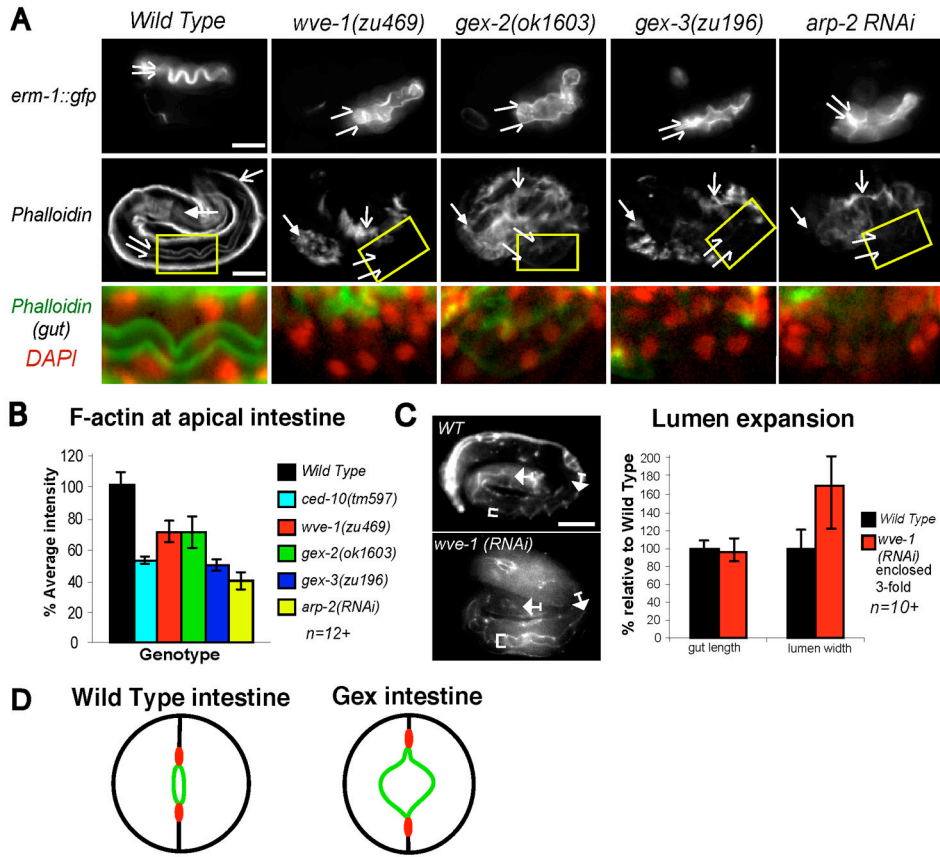 A
Wild Type
wve-1(zu469)
gex-2(ok1603)
gex-3(zu196)
arp-2 RNAi
erm-1::gfp
Phalloidin
Phalloidin
(gut)
DAPI
B
F-actin at apical intestine
% Average intensity
120
100
80
60
40
20
0
Genotype
Wild Type
ced-10(tm597)
wve-1(zu469)
gex-2(ok1603)
gex-3(zu196)
arp-2(RNAi)
n=12+
C
WT
wve-1 (RNAi)
Lumen expansion
% relative to Wild Type
200
180
160
140
120
100
80
60
40
20
0
gut length
lumen width
Wild Type
wve-1
(RNAi)
enclosed
3-fold
n=10+
D
Wild Type intestine
Gex intestine